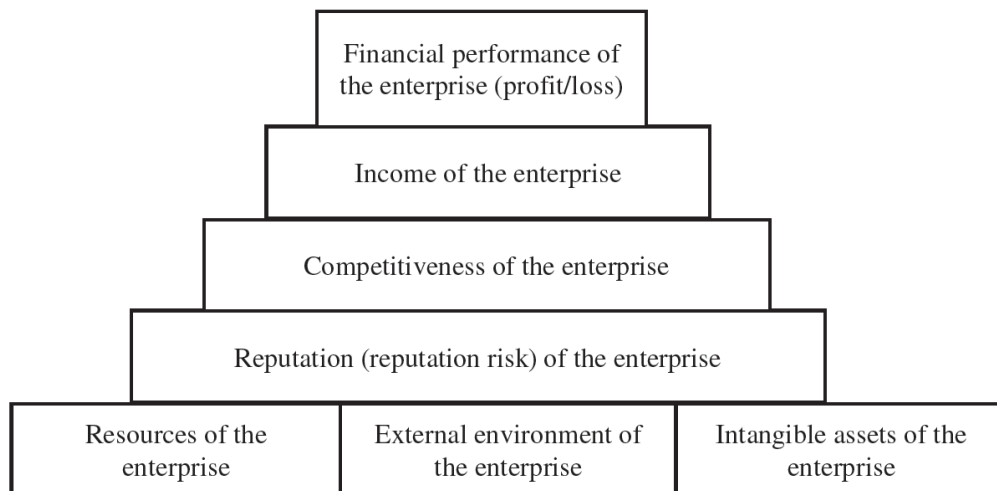 Financial performance of
the enterprise (profit/loss)
Income of the enterprise
Competitiveness of the enterprise
Reputation (reputation risk) of the enterprise
Resources of the
enterprise
External environment of
the enterprise
Intangible assets of the
enterprise